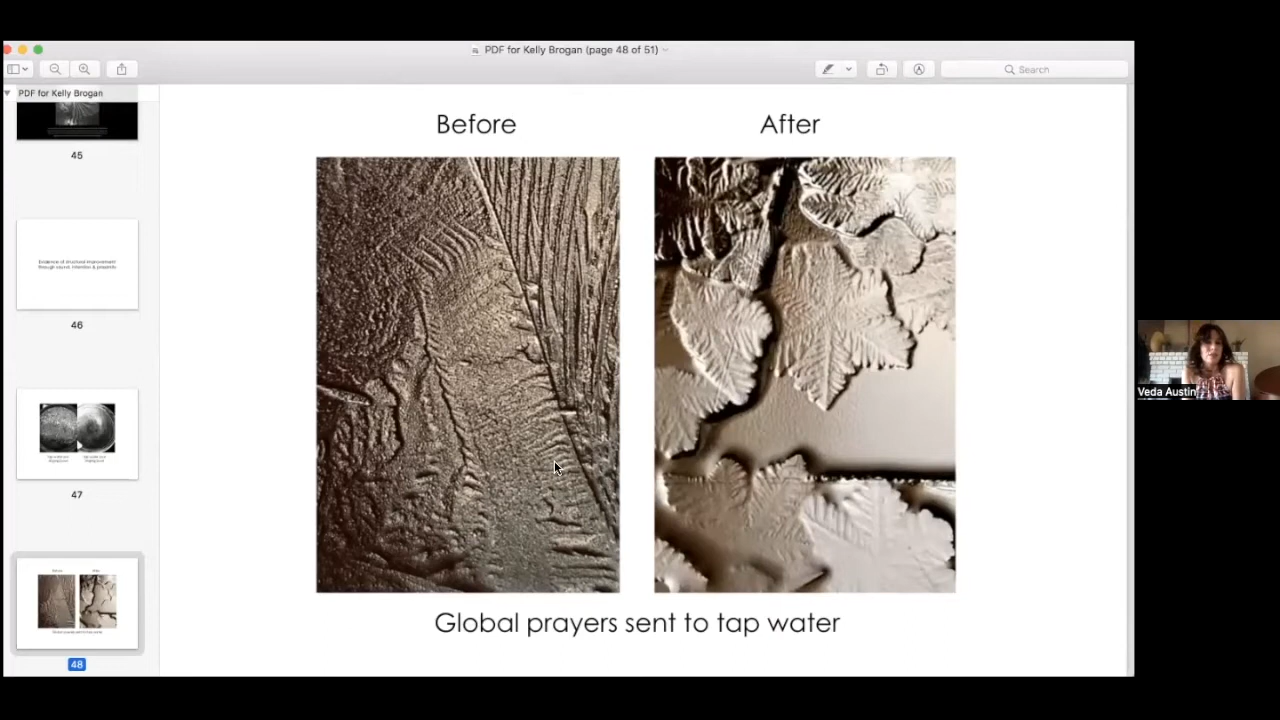 PDF for Kelly Brogan (page 48 of 51)
Search
PDF for Kelly Brogan
45
46
47
48
Before
After
Global prayers sent to tap water
Veda Austin